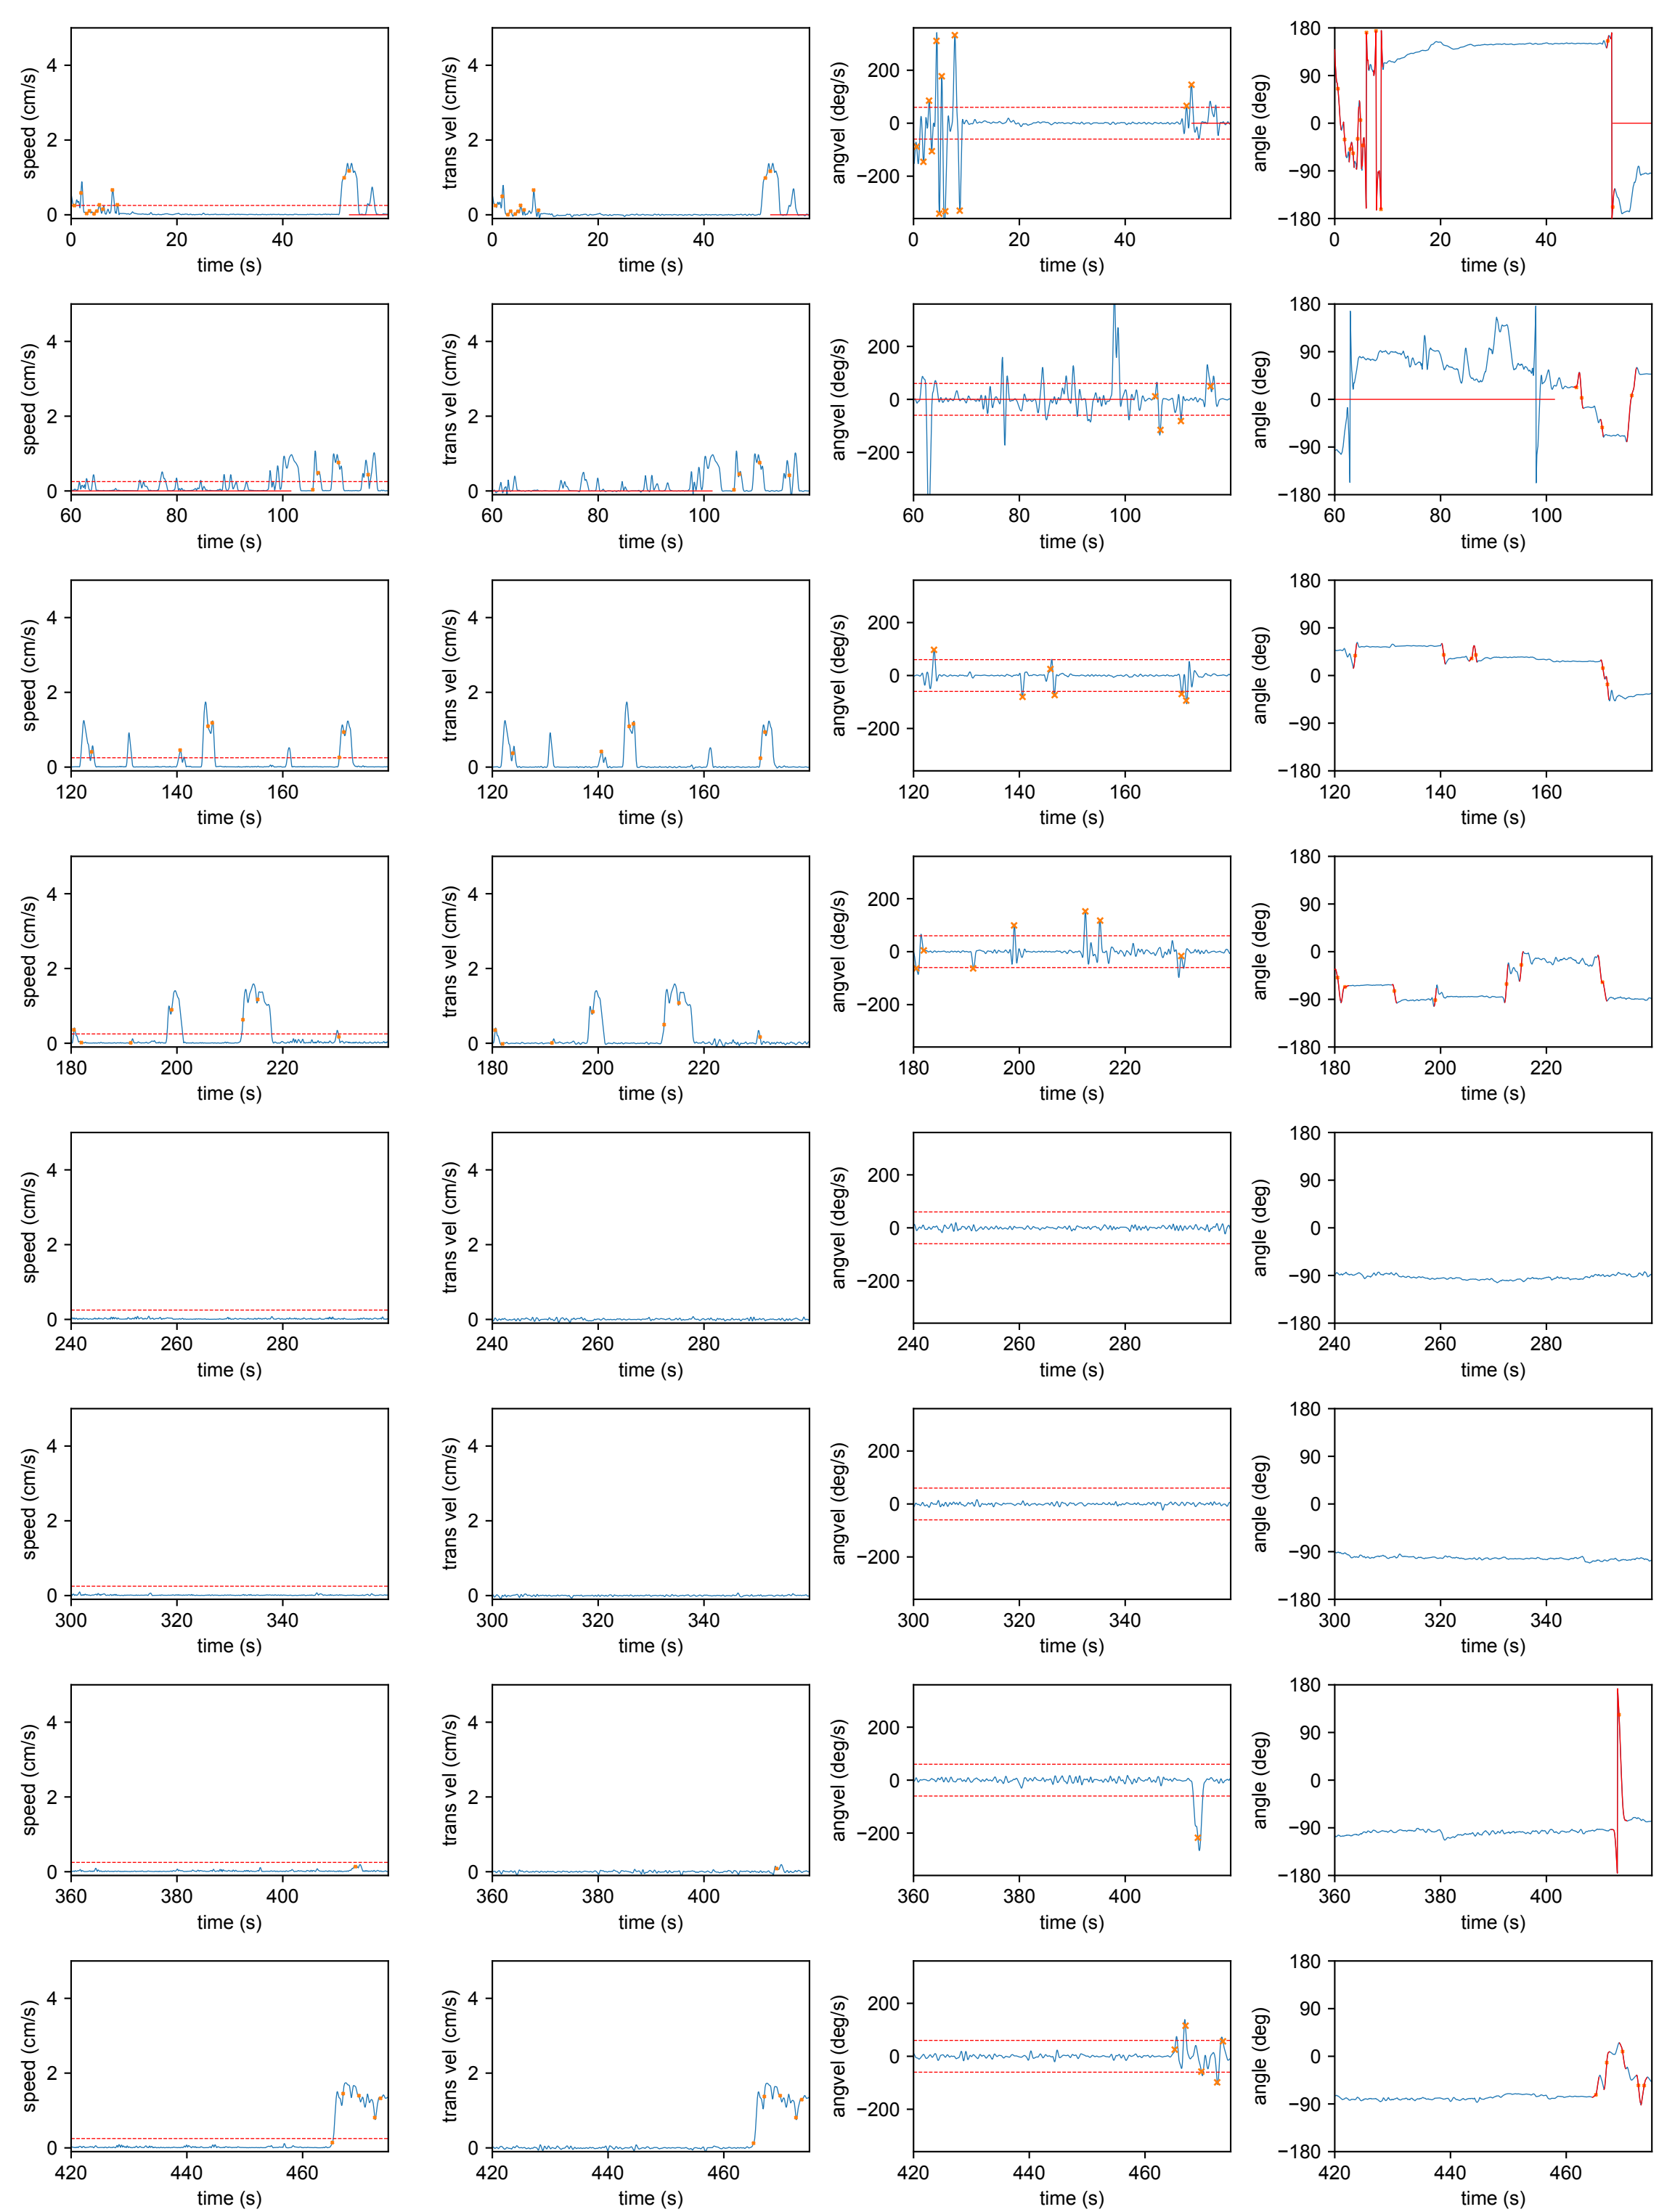 speed (cm/s) 4 2 0 0 20 40 time (s)
trans vel (cm/s) 4 2 0 0 20 40 time (s)
angvel (deg/s) 200 0 −200 0 20 40 time (s)
angle (deg) 180 90 0 −90 −180 0 20 40 time (s)
speed (cm/s) 4 2 0 60 80 100 time (s)
trans vel (cm/s) 4 2 0 60 80 100 time (s)
angvel (deg/s) 200 0 −200 60 80 100 time (s)
angle (deg) 180 90 0 −90 −180 60 80 100 time (s)
speed (cm/s) 4 2 0 120 140 160 time (s)
trans vel (cm/s) 4 2 0 120 140 160 time (s)
angvel (deg/s) 200 0 −200 120 140 160 time (s)
angle (deg) 180 90 0 −90 −180 120 140 160 time (s)
speed (cm/s) 4 2 0 180 200 220 time (s)
trans vel (cm/s) 4 2 0 180 200 220 time (s)
angvel (deg/s) 200 0 −200 180 200 220 time (s)
angle (deg) 180 90 0 −90 −180 180 200 220 time (s)
speed (cm/s) 4 2 0 240 260 280 time (s)
trans vel (cm/s) 4 2 0 240 260 280 time (s)
angvel (deg/s) 200 0 −200 240 260 280 time (s)
angle (deg) 180 90 0 −90 −180 240 260 280 time (s)
speed (cm/s) 4 2 0 300 320 340 time (s)
trans vel (cm/s) 4 2 0 300 320 340 time (s)
angvel (deg/s) 200 0 −200 300 320 340 time (s)
angle (deg) 180 90 0 −90 −180 300 320 340 time (s)
speed (cm/s) 4 2 0 360 380 400 time (s)
trans vel (cm/s) 4 2 0 360 380 400 time (s)
angvel (deg/s) 200 0 −200 360 380 400 time (s)
angle (deg) 180 90 0 −90 −180 360 380 400 time (s)
speed (cm/s) 4 2 0 420 440 460 time (s)
trans vel (cm/s) 4 2 0 420 440 460 time (s)
angvel (deg/s) 200 0 −200 420 440 460 time (s)
angle (deg) 180 90 0 −90 −180 420 440 460 time (s)